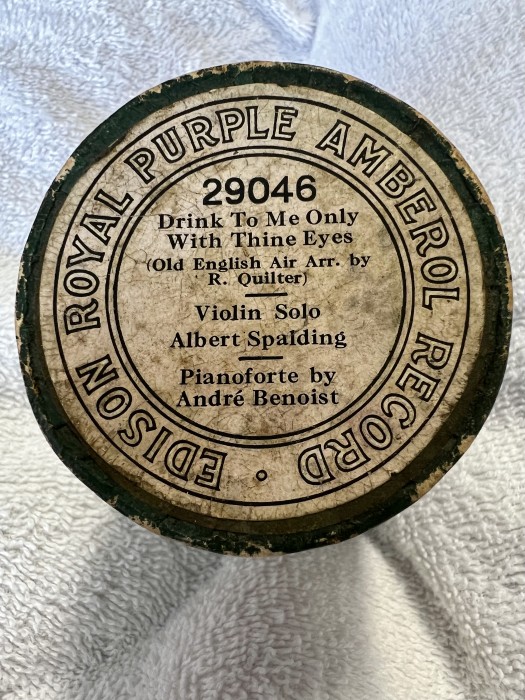 EDISON ROYAL PURPLE AMBEROL RECORD
29046
Drink To Me Only
With Thine Eyes
(Old English Air Arr. by
R. Quilter)
Violin Solo
Albert Spalding
Pianoforte by
André Benoist